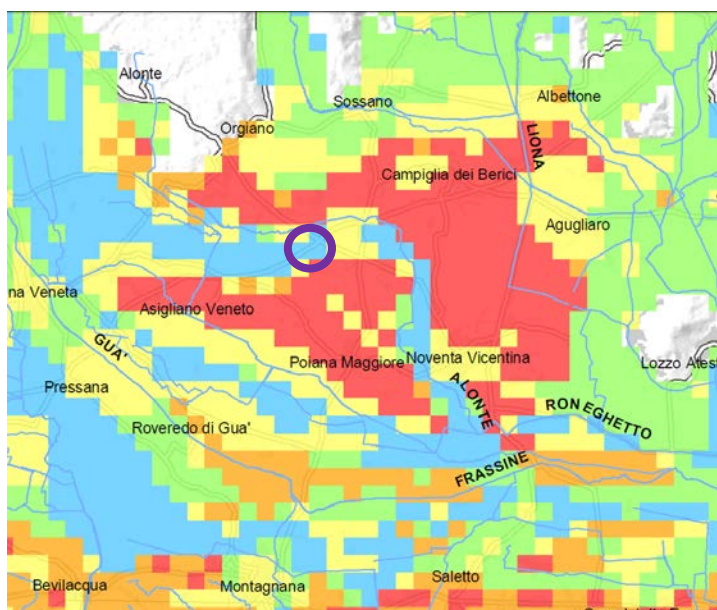 Alonte
Sossano
Albettone
Orgiano
LIONA
Campiglia dei Berici
Agugliaro
na Veneta
Asigliano Veneto
GUA'
Poiana Maggiore
Noventa Vicentina
Lozzo Atest
Pressana
ALONTE
RONEGHETTO
Roveredo di Gua'
FRASSINE
Bevilacqua
Montagnana
Saletto